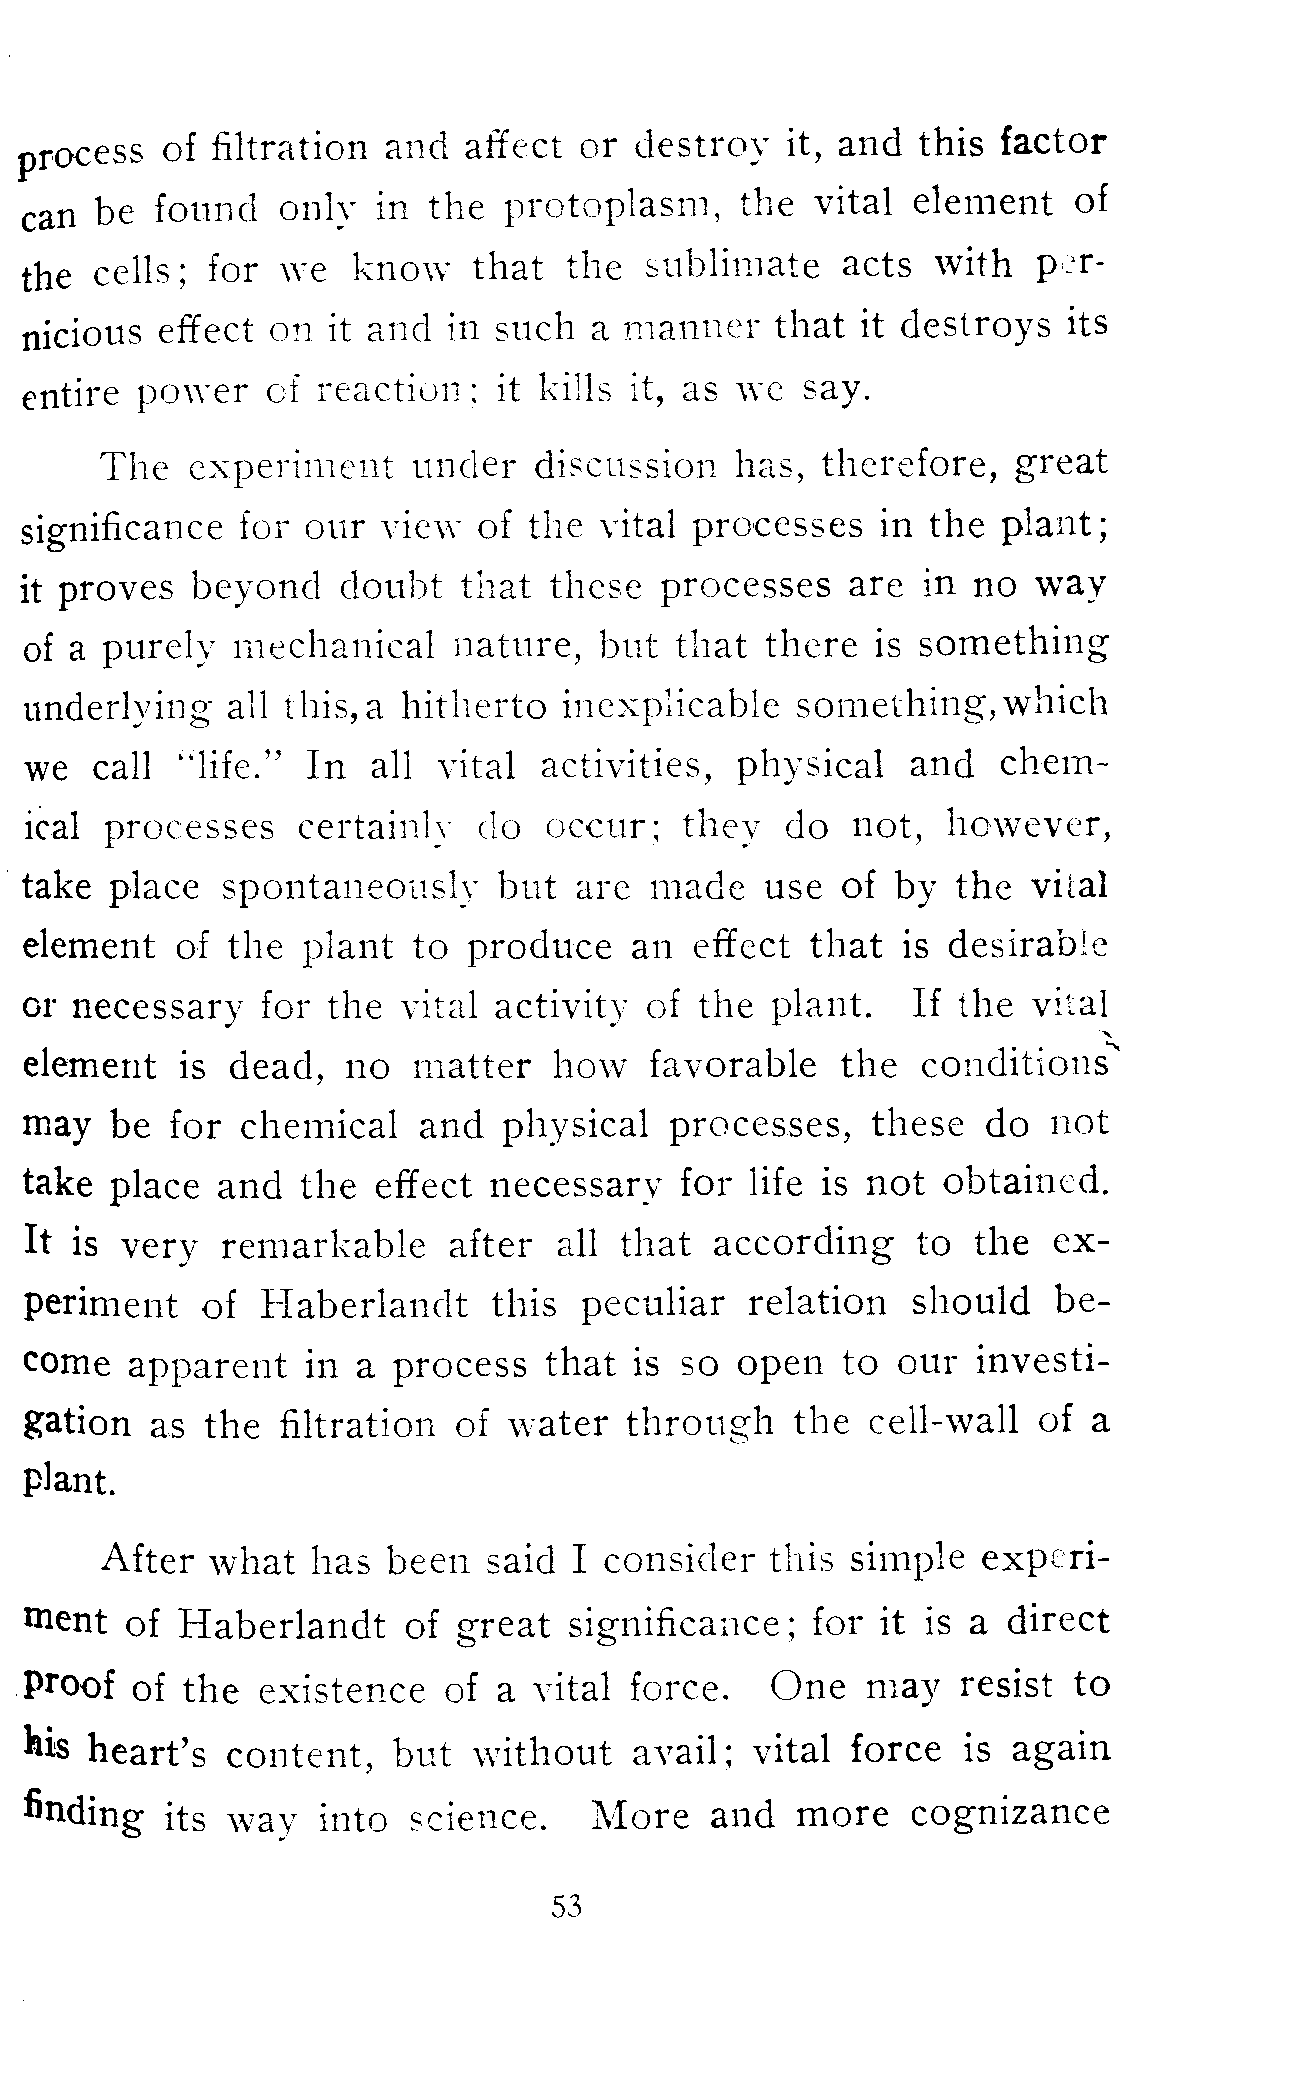 process of filtration and affect or destroy it, and this factor
can be found only in the protoplasm, the vital element of
the cells; for we know that the sublimate acts with per-
nicious effect on it and in such a manner that it destroys its
entire power of reaction; it kills it, as we say.
The experiment under discussion has, therefore, great
significance for our view of the vital processes in the plant;
it proves beyond doubt that these processes are in no way
of a purely mechanical nature, but that there is something
underlying all this, a hitherto inexplicable something, which
we call "life." In all vital activities, physical and chem-
ical processes certainly do occur; they do not, however,
take place spontaneously but are made use of by the vital
element of the plant to produce an effect that is desirable
or necessary for the vital activity of the plant. If the vital
element is dead, no matter how favorable the conditions
may be for chemical and physical processes, these do not
take place and the effect necessary for life is not obtained.
It is very remarkable after all that according to the ex-
periment of Haberlandt this peculiar relation should be-
come apparent in a process that is so open to our investi-
gation as the filtration of water through the cell-wall of a
plant.
After what has been said I consider this simple experi-
ment of Haberlandt of great significance; for it is a direct
proof of the existence of a vital force. One may resist to
his heart's content, but without avail; vital force is again
finding its way into science. More and more cognizance
53